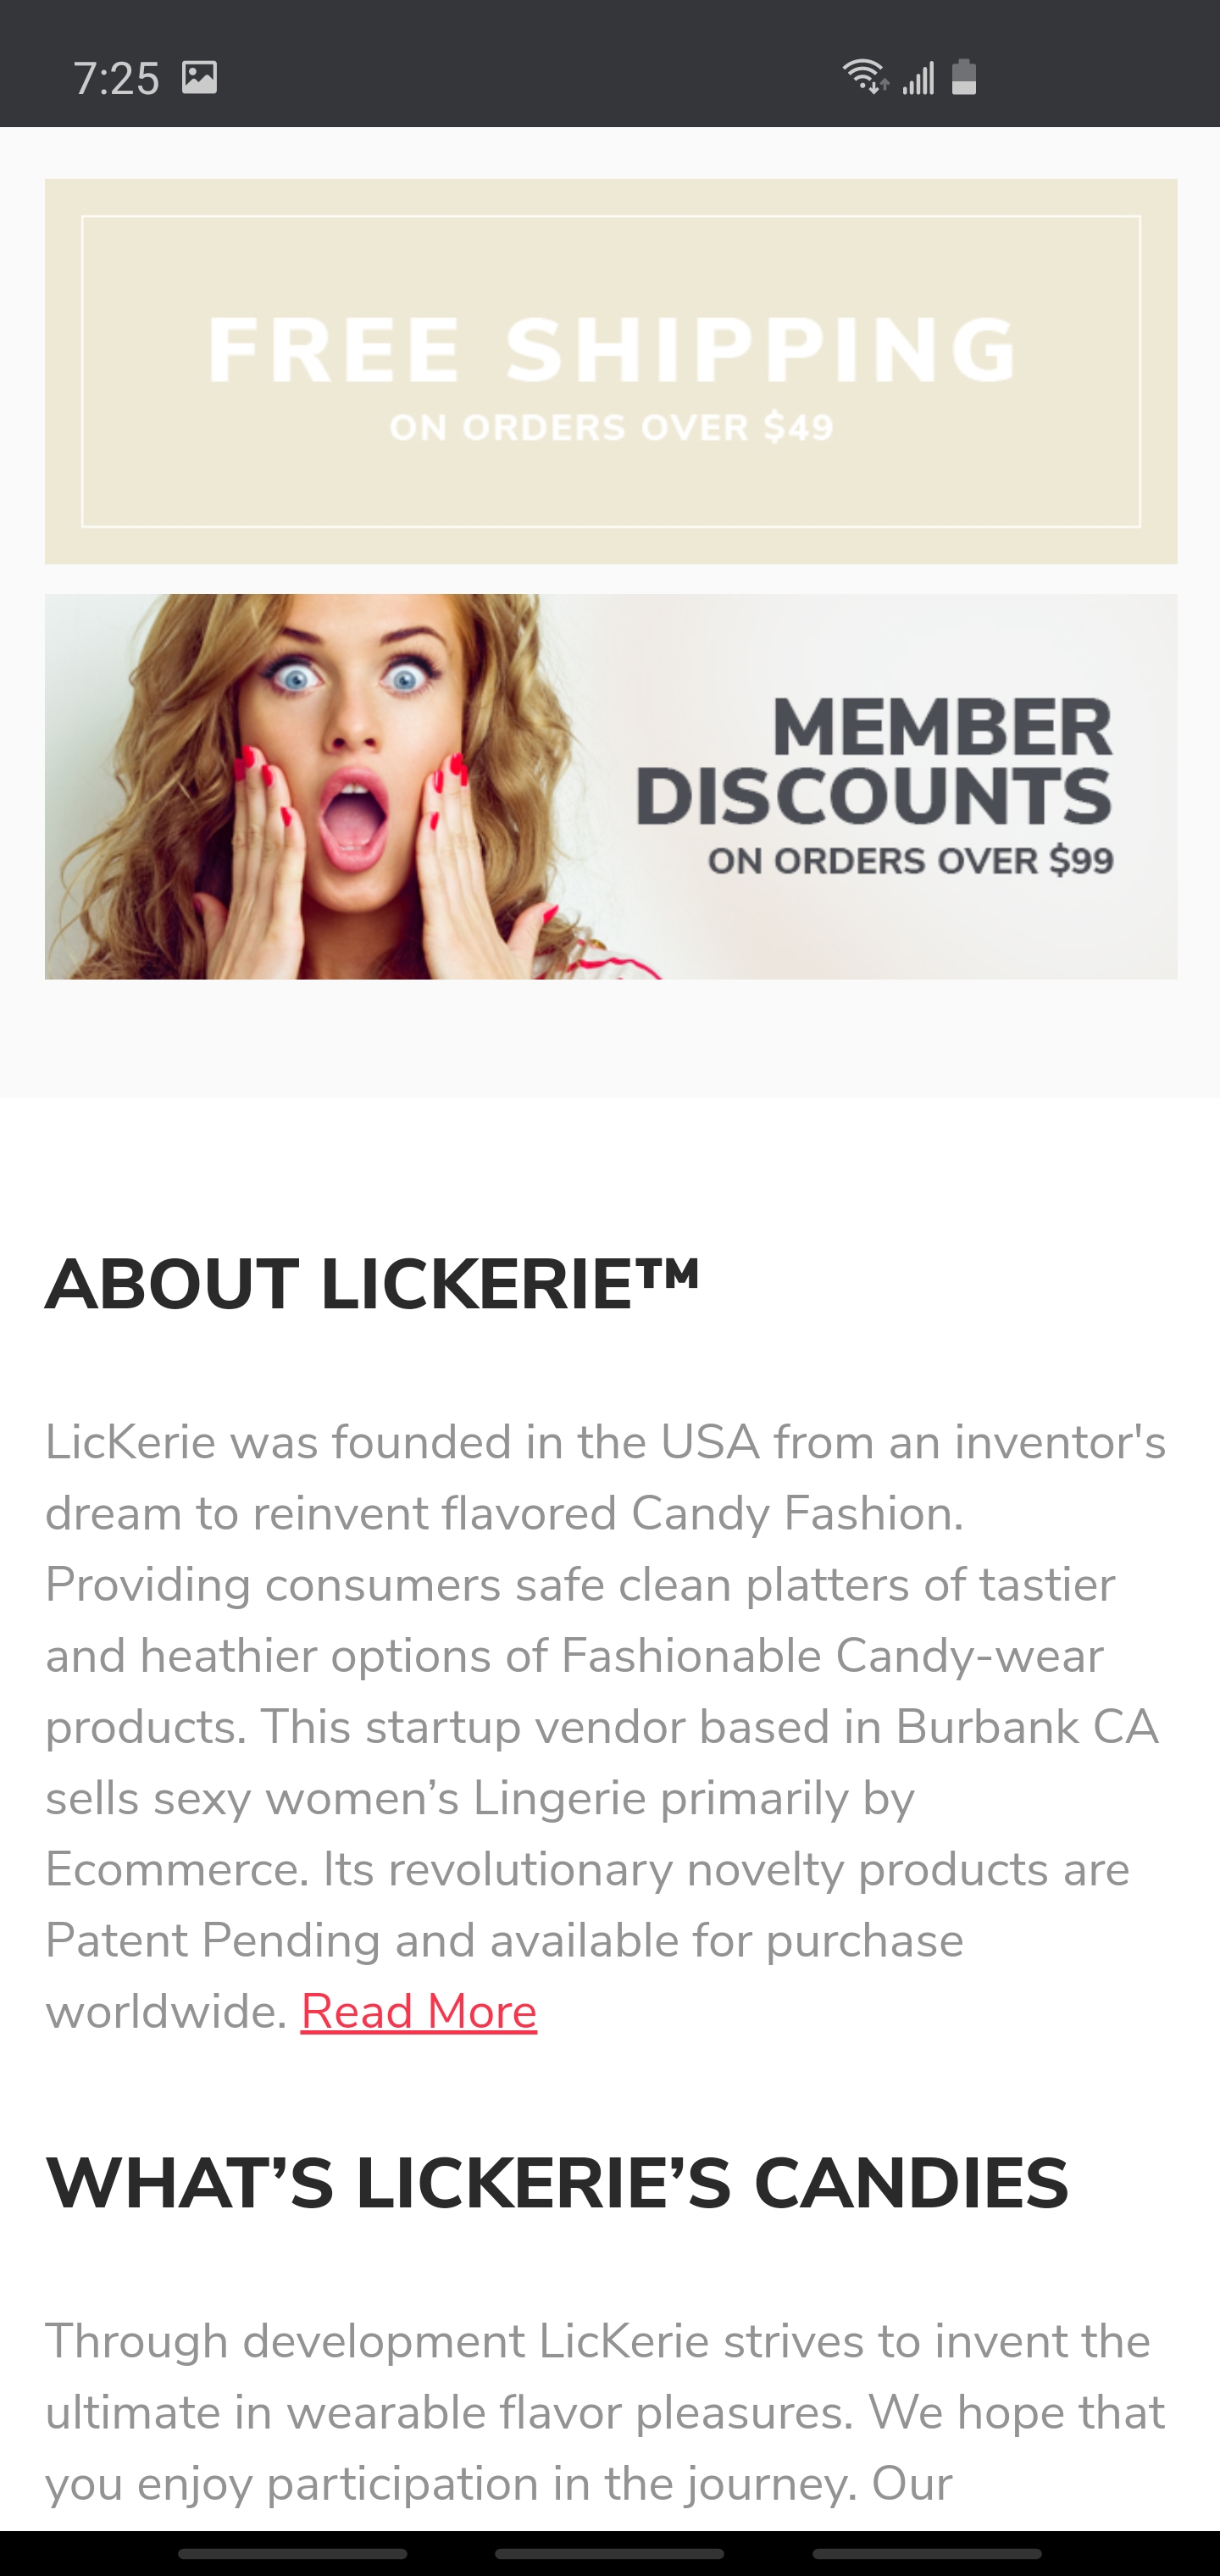 7:25
FREE SHIPPING
ON ORDERS OVER $49
MEMBER
DISCOUNTS
ON ORDERS OVER $99
ABOUT LICKERIE™
LicKerie was founded in the USA from an inventor's
dream to reinvent flavored Candy Fashion.
Providing consumers safe clean platters of tastier
and heathier options of Fashionable Candy-wear
products. This startup vendor based in Burbank CA
sells sexy women’s Lingerie primarily by
Ecommerce. Its revolutionary novelty products are
Patent Pending and available for purchase
worldwide. Read More
WHAT’S LICKERIE’S CANDIES
Through development LicKerie strives to invent the
ultimate in wearable flavor pleasures. We hope that
you enjoy participation in the journey. Our